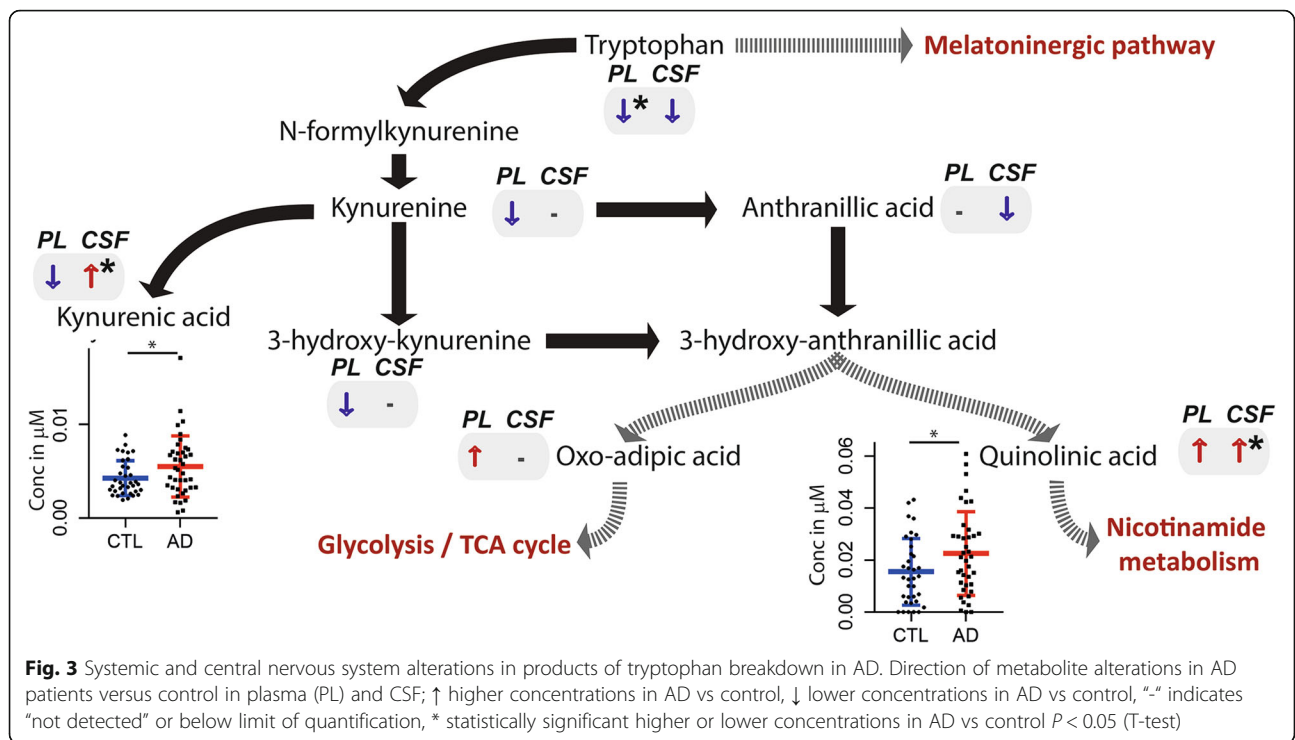 Tryptophan
Melatoninergic pathway
PL CSF
↓* ↓
N-formylkynurenine
Kynurenine
PL CSF
↓ -
Anthranillic acid
PL CSF
- ↓
PL CSF
↓ ↑*
Kynurenic acid
3-hydroxy-kynurenine
3-hydroxy-anthranillic acid
PL CSF
↓ -
*
Conc in µM
0.01
0.00
CTL AD
PL CSF
↑ -
Oxo-adipic acid
Quinolinic acid
PL CSF
↑ ↑*
*
Conc in µM
0.06
0.04
0.02
0.00
CTL AD
Glycolysis / TCA cycle
Nicotinamide
metabolism
Fig. 3 Systemic and central nervous system alterations in products of tryptophan breakdown in AD. Direction of metabolite alterations in AD
patients versus control in plasma (PL) and CSF; ↑ higher concentrations in AD vs control, ↓ lower concentrations in AD vs control, “-“ indicates
“not detected” or below limit of quantification, * statistically significant higher or lower concentrations in AD vs control P < 0.05 (T-test)